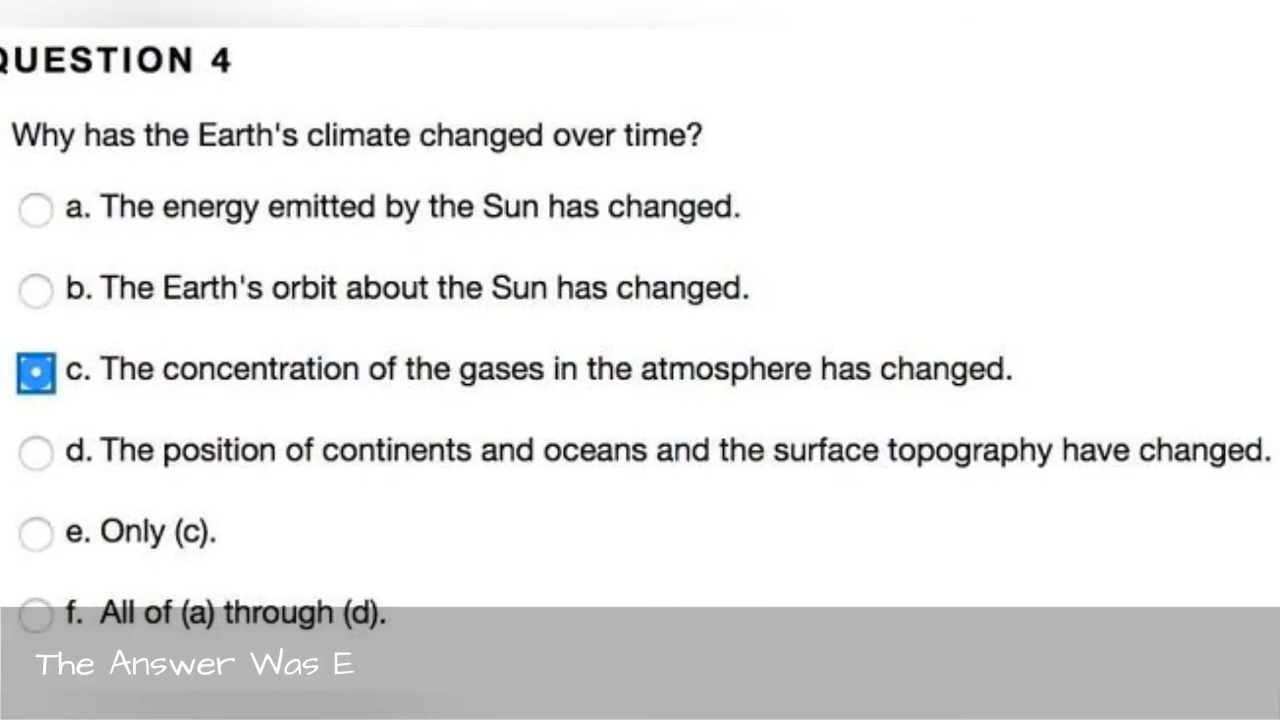 QUESTION 4
Why has the Earth's climate changed over time?
a. The energy emitted by the Sun has changed.
b. The Earth's orbit about the Sun has changed.
c. The concentration of the gases in the atmosphere has changed.
d. The position of continents and oceans and the surface topography have changed.
e. Only (c).
f. All of (a) through (d).
The Answer Was E